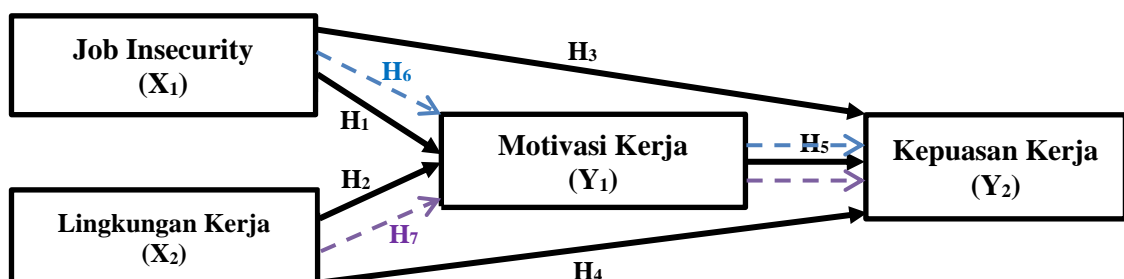 Job Insecurity
(X₁)
H₃
H₆
H₁
Motivasi Kerja
(Y₁)
H₅
Kepuasan Kerja
(Y₂)
H₂
Lingkungan Kerja
(X₂)
H₇
H₄